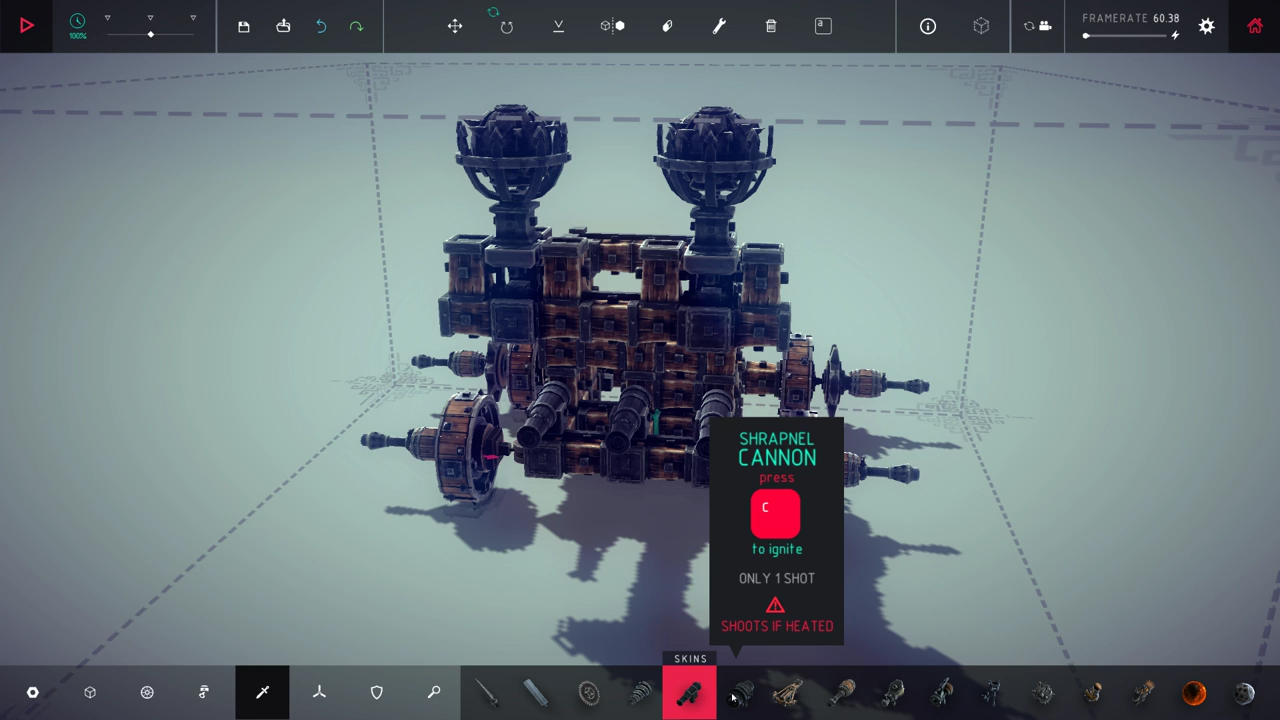 100%
a
FRAMERATE 60.38
SHRAPNEL
CANNON
press
C
to ignite
ONLY 1 SHOT
SHOOTS IF HEATED
SKINS